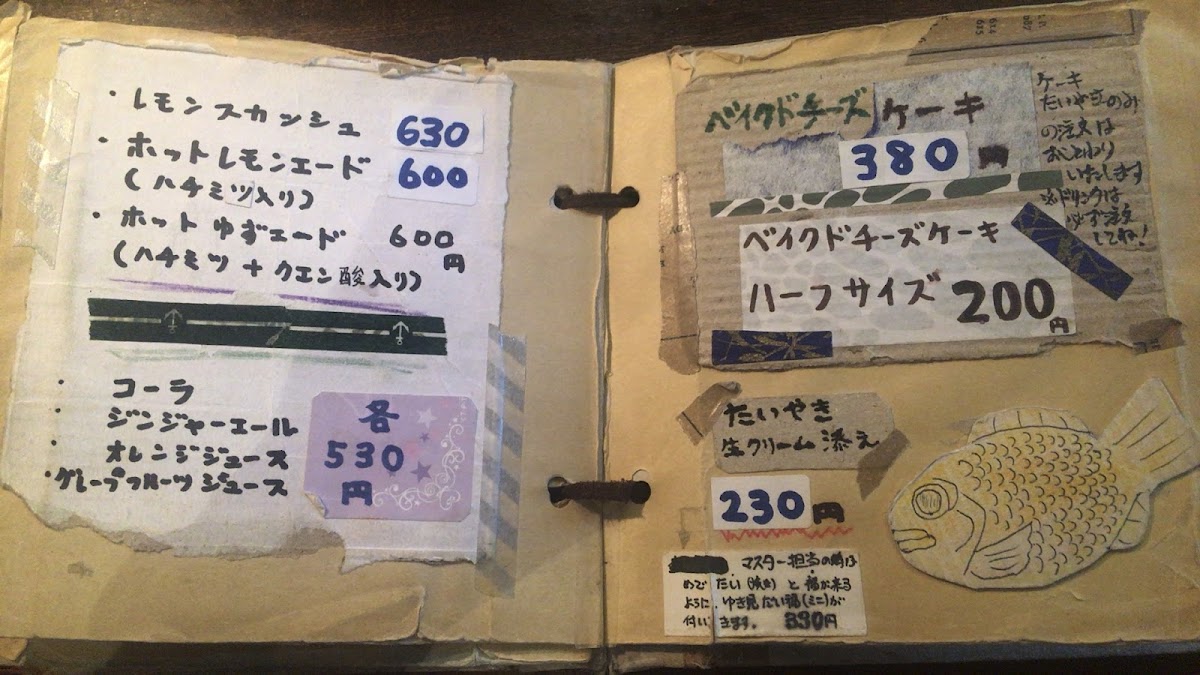 ・レモンスカッシュ 630
・ホットレモンエード 600
(ハチミツ入り)
・ホットゆずエード 600円
(ハチミツ+クエン酸入り)
・コーラ
・ジンジャーエール
・オレンジジュース
・グレープフルーツジュース
各
530
円
ベイクドチーズケーキ
380円
ベイクドチーズケーキ
ハーフサイズ 200円
ケーキ
たいやきのみ
の注文は
おことわり
いたします
※ドリンクは
必ず注文
してね!
たいやき
生クリーム添え
230円
マスター担当の時は
めでたい(焼き)と福が来る
ように、ゆき見だい福(ミニ)が
付いてきます。330円